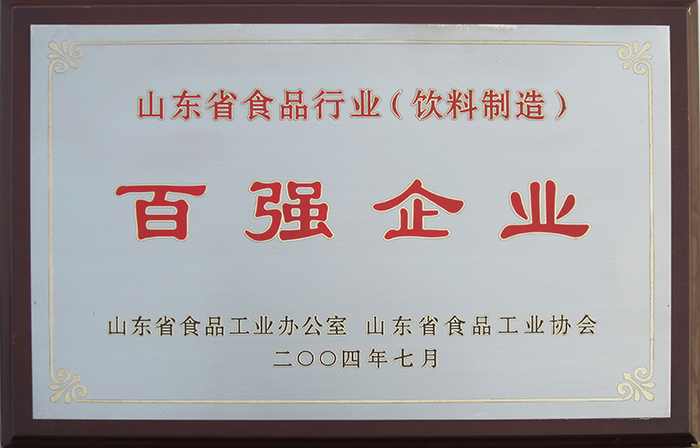 山东省食品行业（饮料制造）
百强企业
山东省食品工业办公室 山东省食品工业协会
二〇〇四年七月